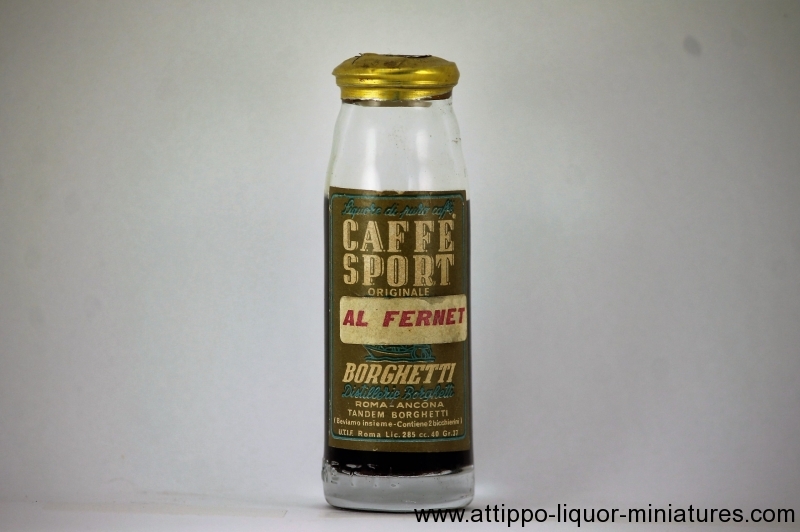 Liquore di puro caffè
CAFFÈ
SPORT
ORIGINALE
AL FERNET
BORGHETTI
Distillerie Borghetti
ROMA-ANCONA
TANDEM BORGHETTI
(Beviamo insieme-Contiene 2 bicchierini)
U.T.I.F. Roma Lic. 285 cc. 40 Gr.
www.attippo-liquor-miniatures.com